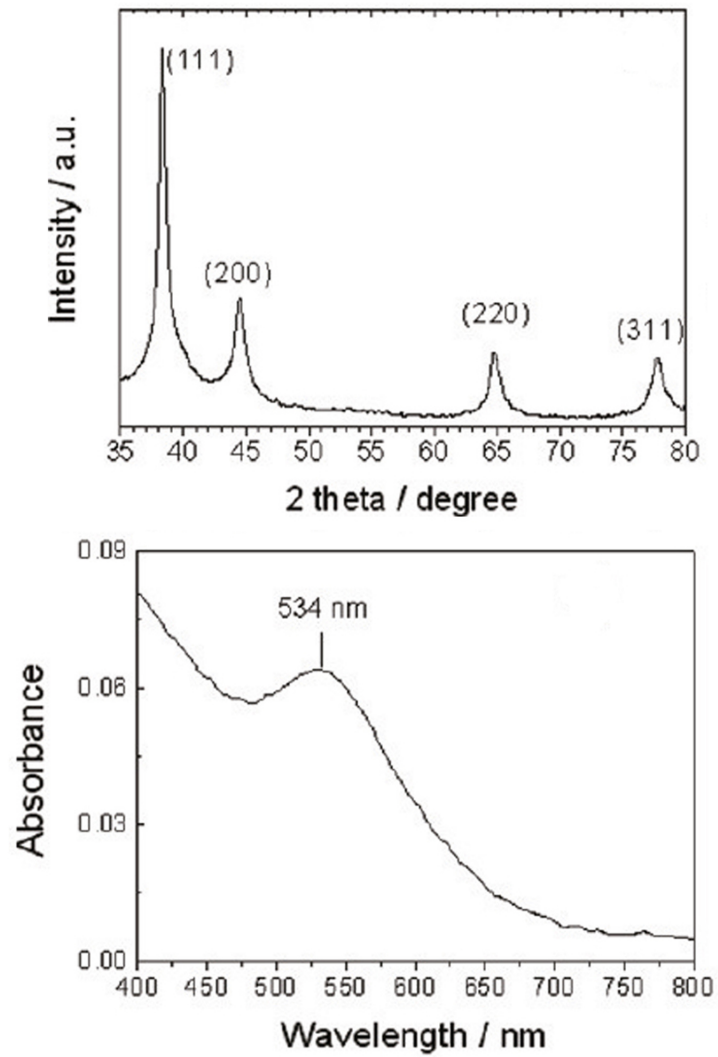 (111)
(200)
(220)
(311)
Intensity / a.u.
35 40 45 50 55 60 65 70 75 80
2 theta / degree
0.09
534 nm
0.06
0.03
0.00
Absorbance
400 450 500 550 600 650 700 750 800
Wavelength / nm